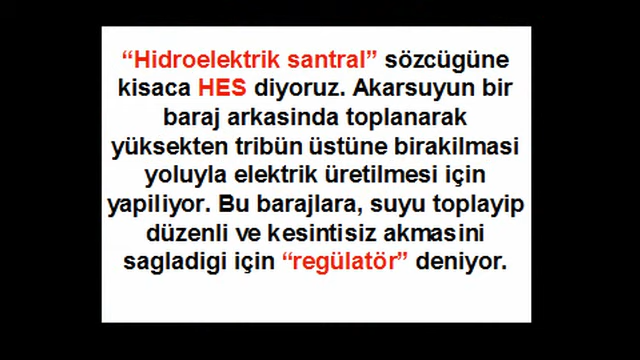 “Hidroelektrik santral” sözcügüne
kisaca HES diyoruz. Akarsuyun bir
baraj arkasinda toplanarak
yüksekten tribün üstüne birakilmasi
yoluyla elektrik üretilmesi için
yapiliyor. Bu barajlara, suyu toplayip
düzenli ve kesintisiz akmasini
sagladigi için “regülatör” deniyor.